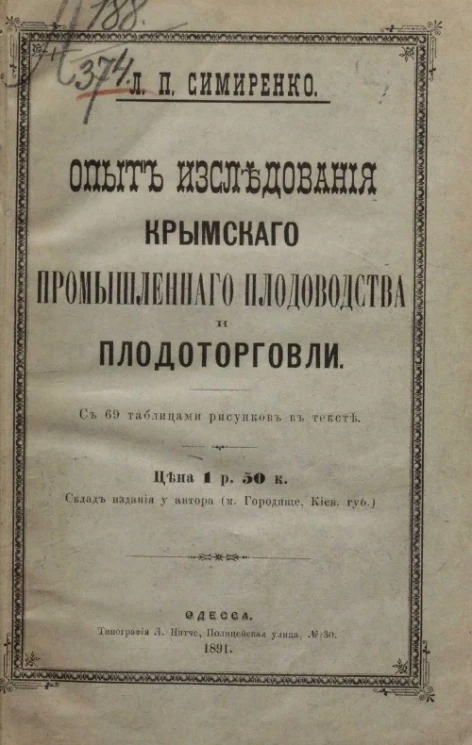 188.
374.
Л. П. СИМИРЕНКО.
ОПЫТЪ ИЗСЛѢДОВАНІЯ
КРЫМСКАГО
ПРОМЫШЛЕННАГО ПЛОДОВОДСТВА
И
ПЛОДОТОРГОВЛИ.
Съ 69 таблицами рисунковъ въ текстѣ.
Цѣна 1 р. 50 к.
Складъ изданія у автора (м. Городище, Кіев. губ.)
ОДЕССА.
Типографія Л. Нитче, Полицейская улица, № 30.
1891.